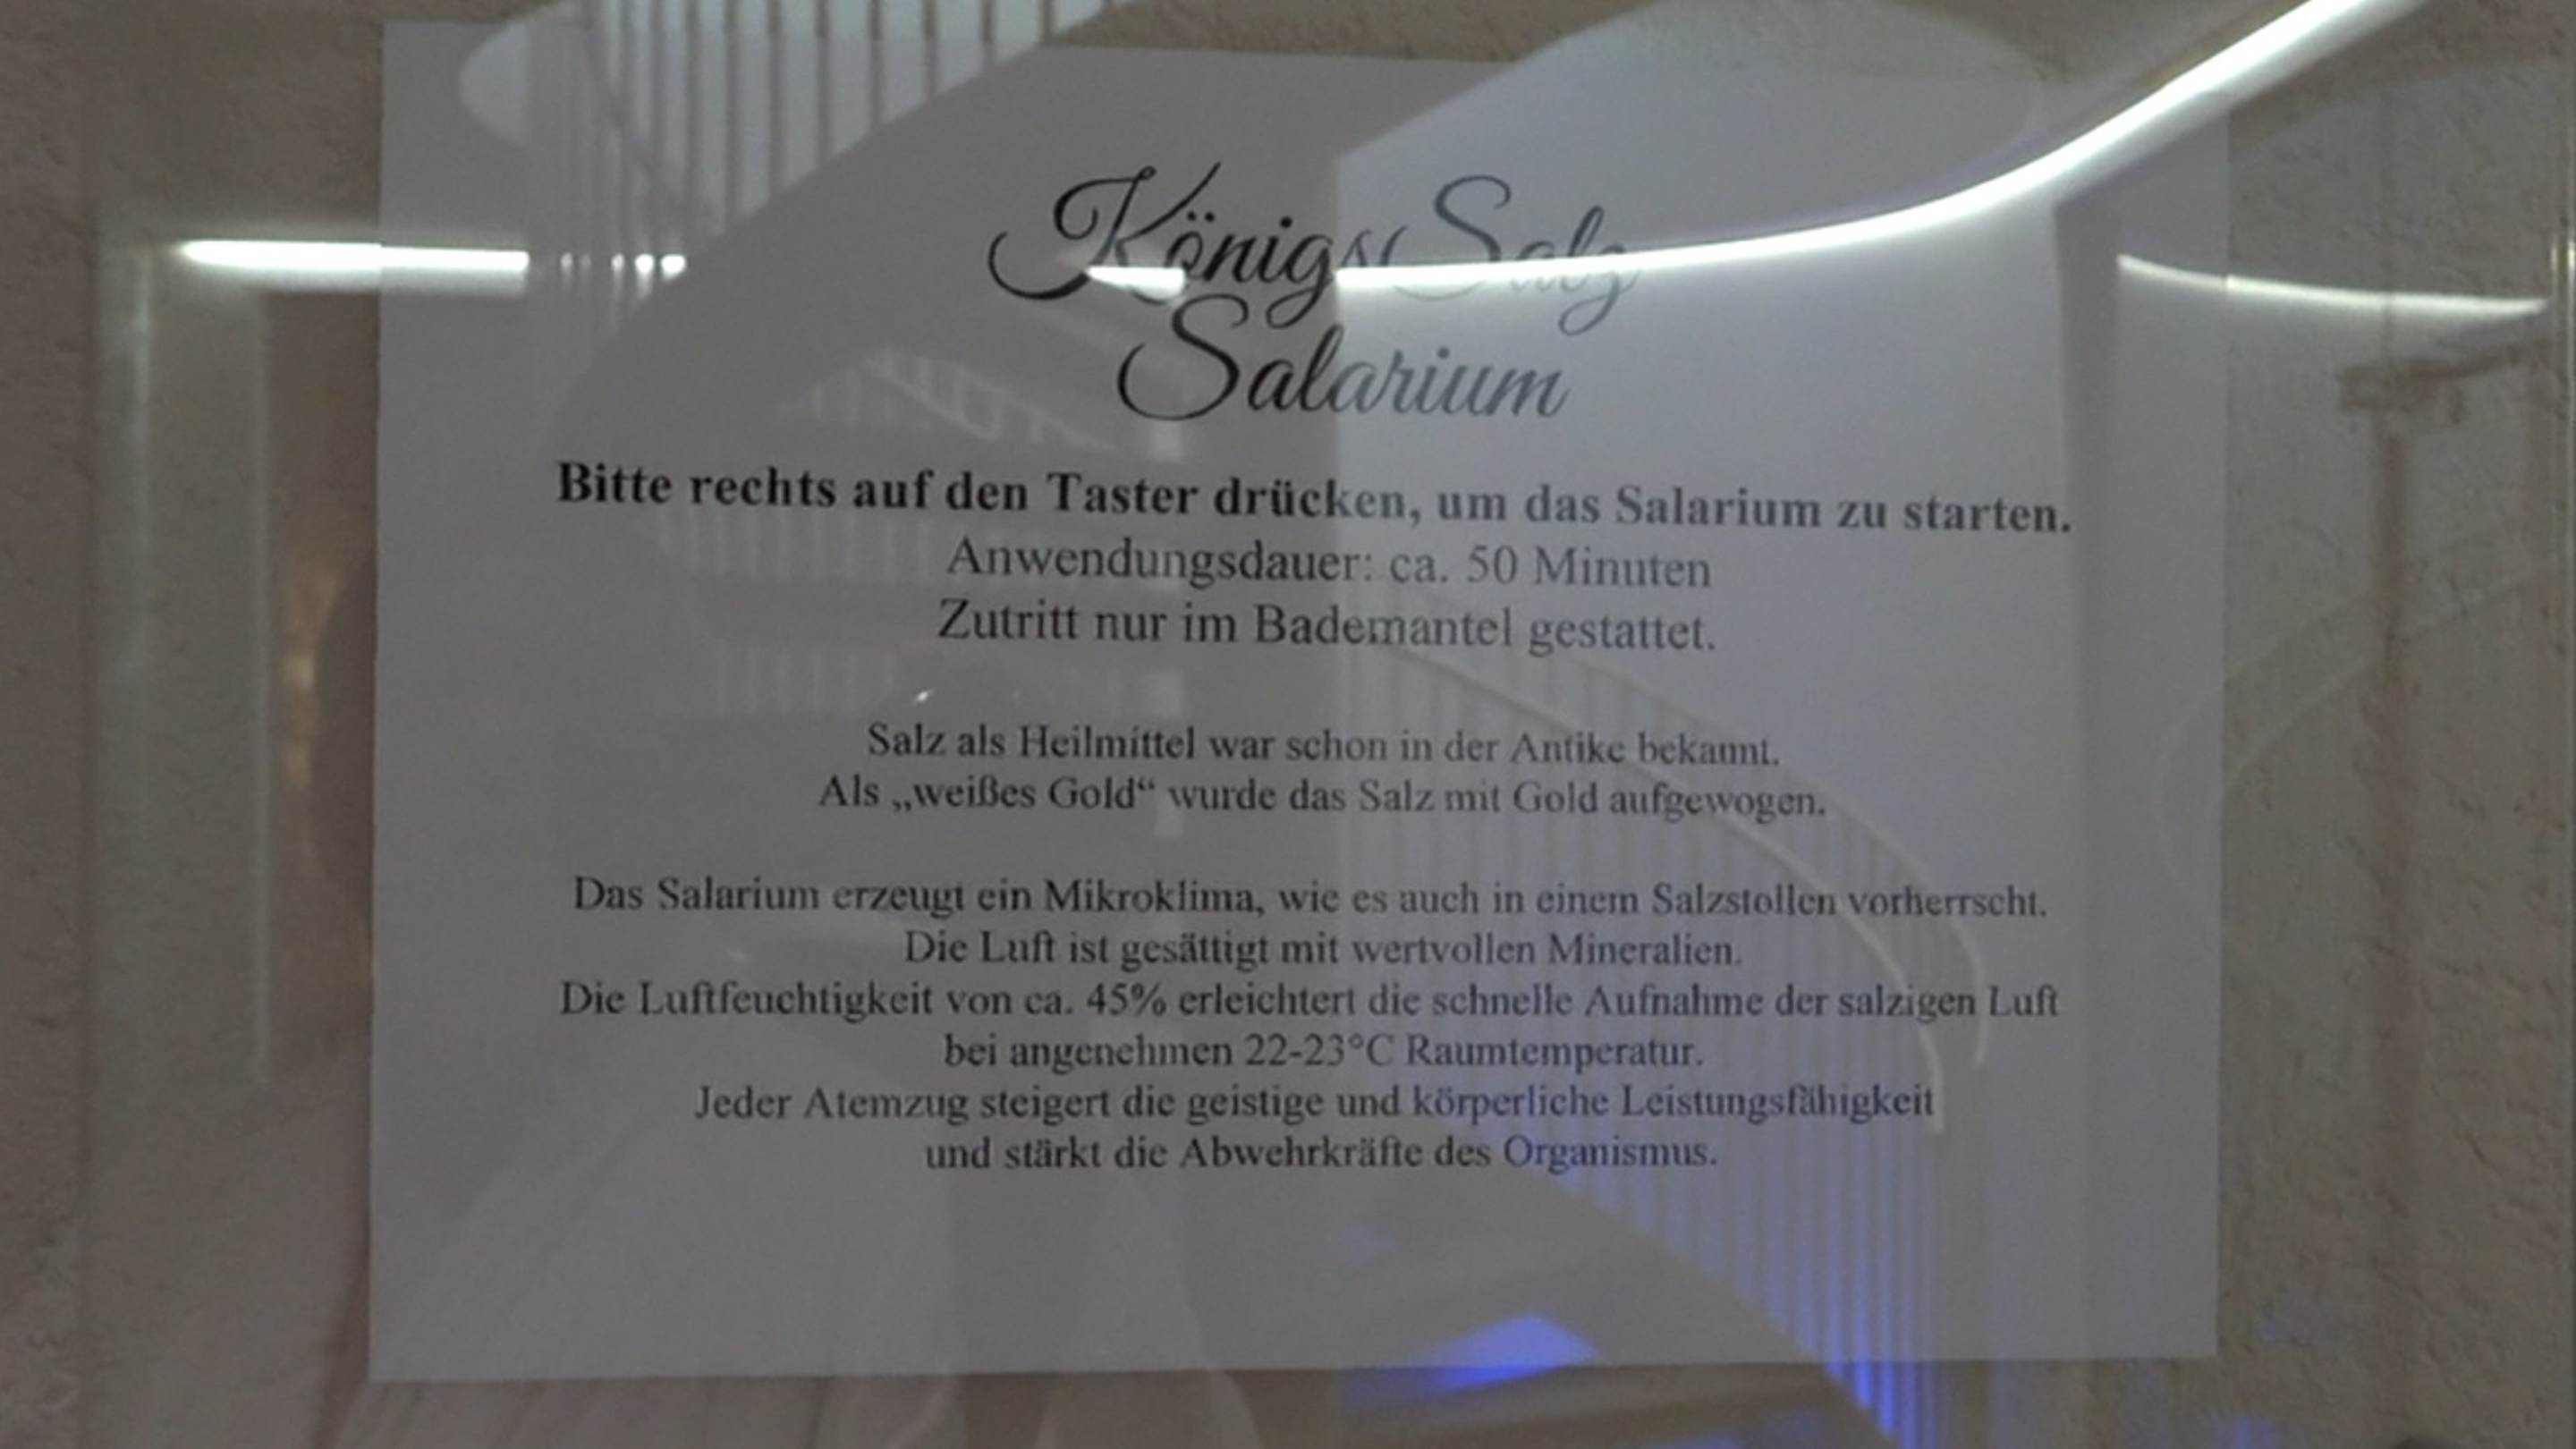 KönigsSalz
Salarium
Bitte rechts auf den Taster drücken, um das Salarium zu starten.
Anwendungsdauer: ca. 50 Minuten
Zutritt nur im Bademantel gestattet.
Salz als Heilmittel war schon in der Antike bekannt.
Als „weißes Gold“ wurde das Salz mit Gold aufgewogen.
Das Salarium erzeugt ein Mikroklima, wie es auch in einem Salzstollen vorherrscht.
Die Luft ist gesättigt mit wertvollen Mineralien.
Die Luftfeuchtigkeit von ca. 45% erleichtert die schnelle Aufnahme der salzigen Luft
bei angenehmen 22-23°C Raumtemperatur.
Jeder Atemzug steigert die geistige und körperliche Leistungsfähigkeit
und stärkt die Abwehrkräfte des Organismus.